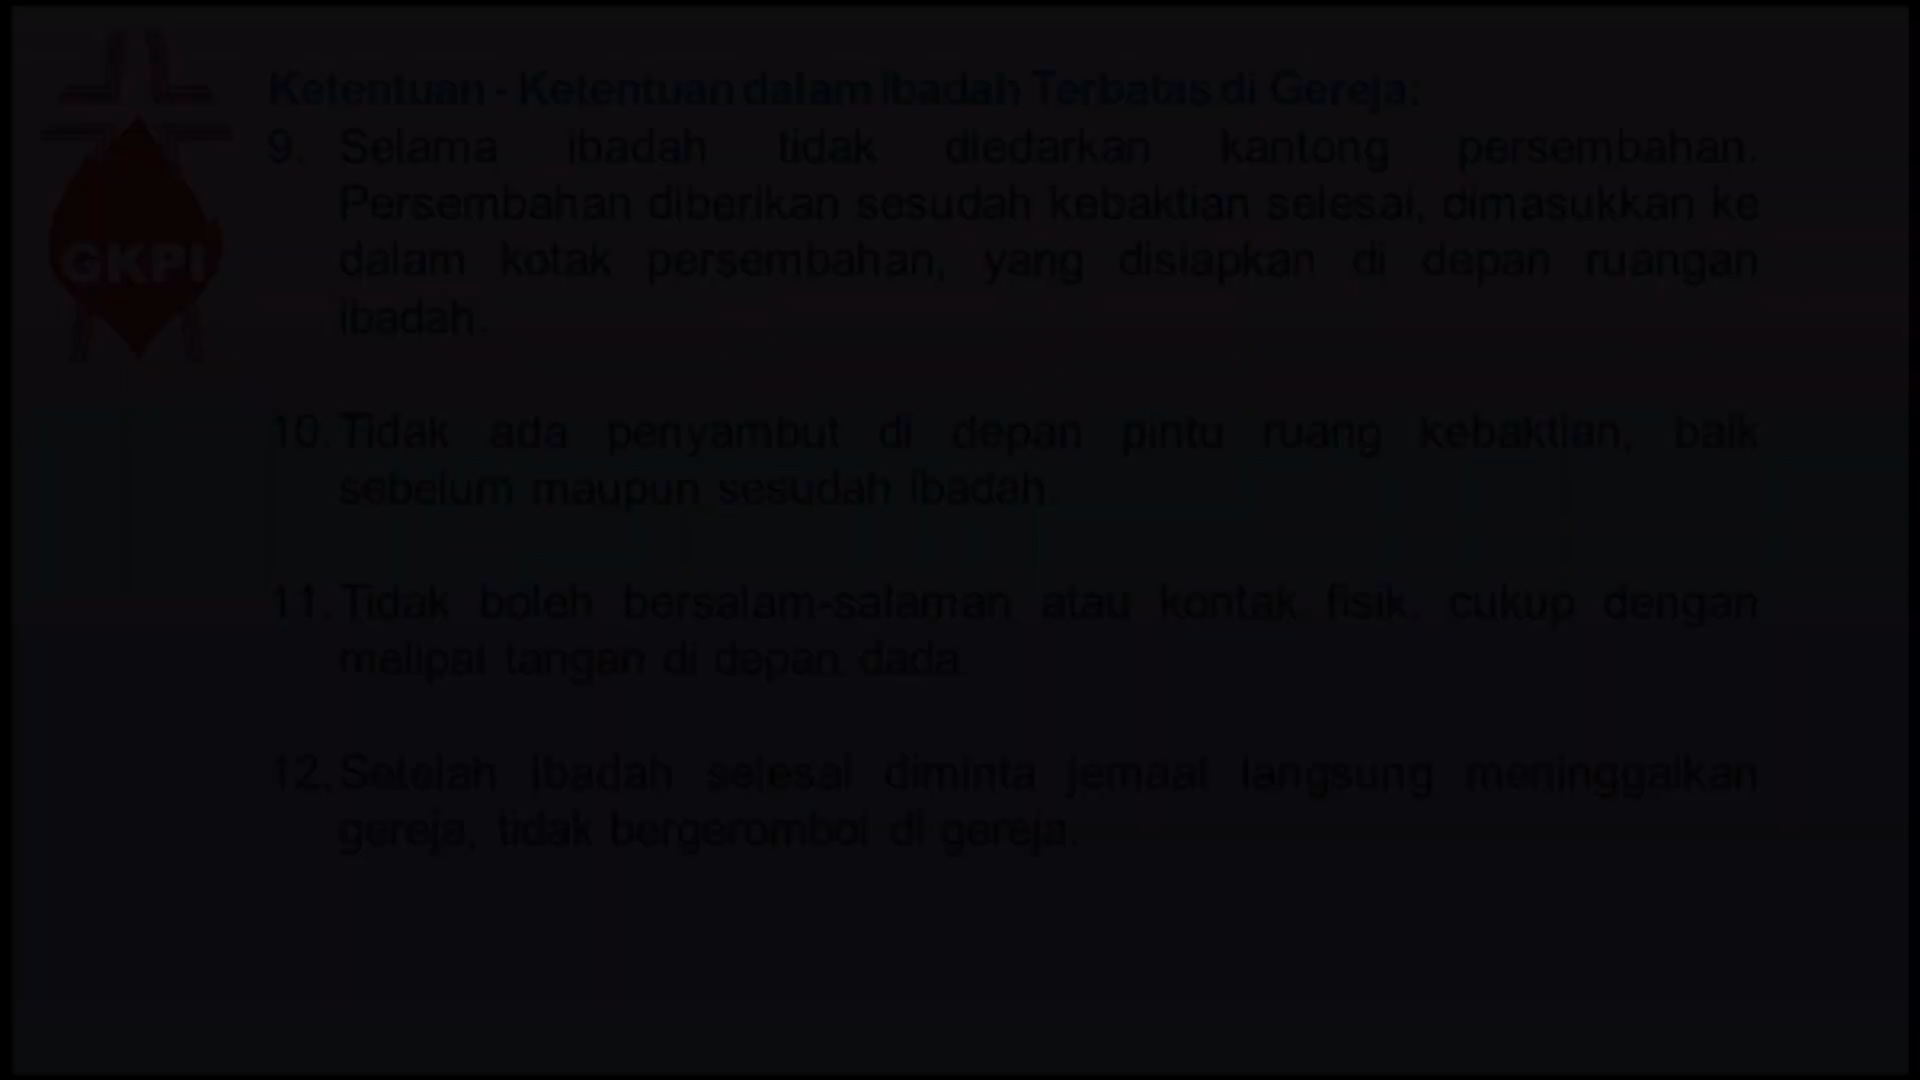 Ketentuan - Ketentuan dalam Ibadah Terbatas di Gereja:
9. Selama ibadah tidak diedarkan kantong persembahan.
Persembahan diberikan sesudah kebaktian selesai, dimasukkan ke
dalam kotak persembahan, yang disiapkan di depan ruangan
ibadah.
GKPI
10. Tidak ada penyambut di depan pintu ruang kebaktian, baik
sebelum maupun sesudah ibadah.
11. Tidak boleh bersalam-salaman atau kontak fisik. cukup dengan
melipat tangan di depan dada.
12. Setelah ibadah selesai diminta jemaat langsung meninggalkan
gereja, tidak bergerombol di gereja.